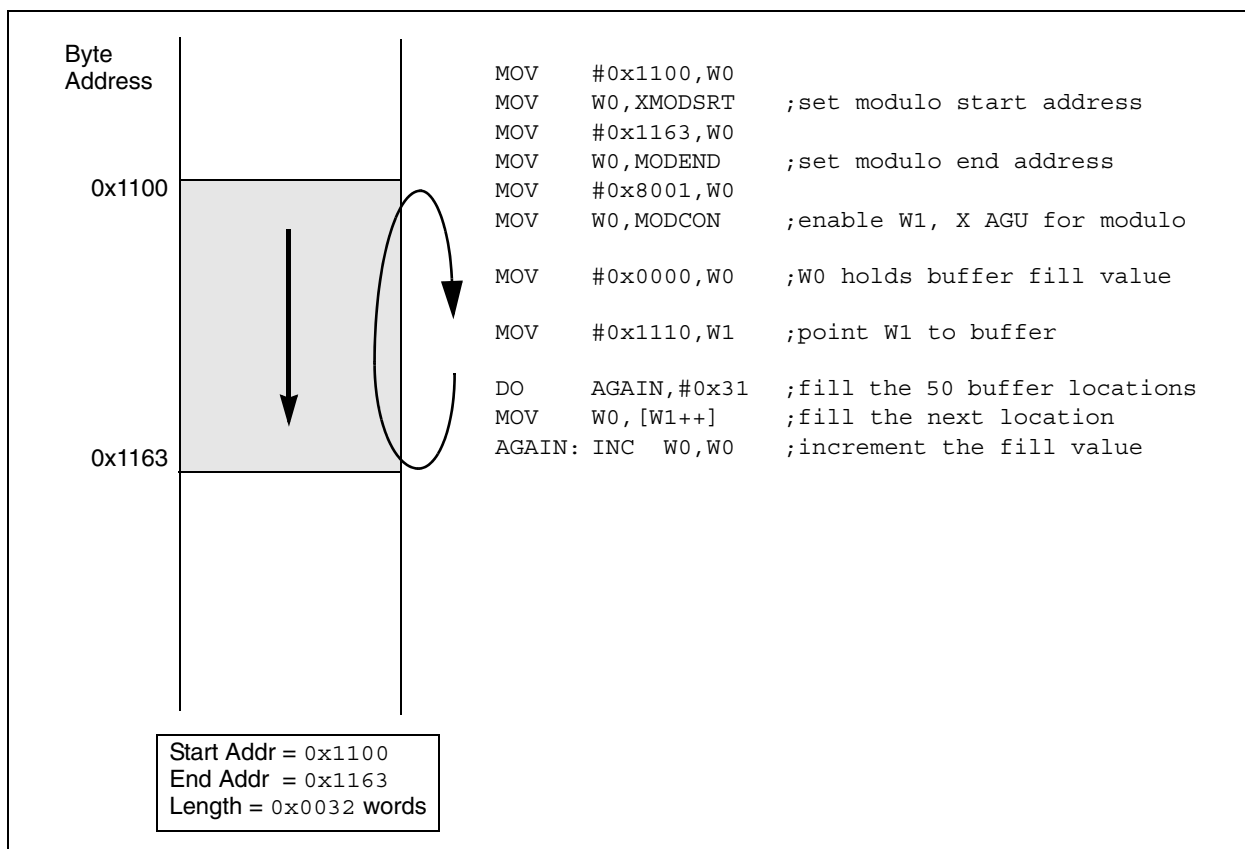 Byte
Address
0x1100
0x1163
MOV #0x1100,W0
MOV W0,XMODSRT ;set modulo start address
MOV #0x1163,W0
MOV W0,MODEND ;set modulo end address
MOV #0x8001,W0
MOV W0,MODCON ;enable W1, X AGU for modulo
MOV #0x0000,W0 ;W0 holds buffer fill value
MOV #0x1110,W1 ;point W1 to buffer
DO AGAIN,#0x31 ;fill the 50 buffer locations
MOV W0,[W1++] ;fill the next location
AGAIN: INC W0,W0 ;increment the fill value
Start Addr = 0x1100
End Addr = 0x1163
Length = 0x0032 words